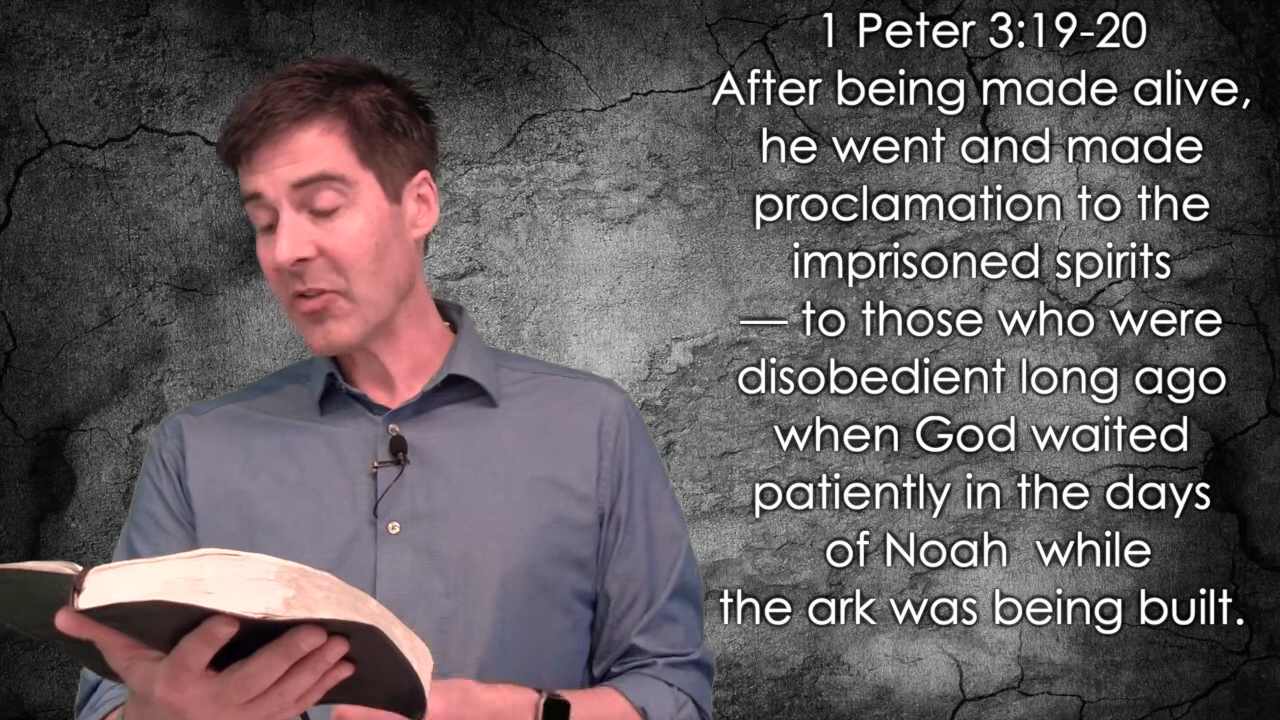 1 Peter 3:19-20
After being made alive,
he went and made
proclamation to the
imprisoned spirits
— to those who were
disobedient long ago
when God waited
patiently in the days
of Noah  while
the ark was being built.